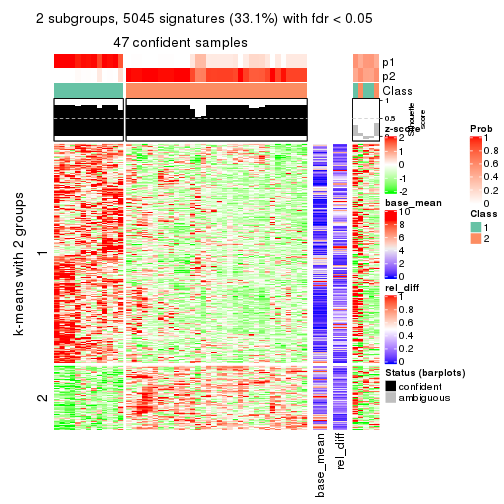 2 subgroups, 5045 signatures (33.1%) with fdr < 0.05
47 confident samples
p1
p2
Class
1
0.5
0
Silhouette
score
z-score
2
1
0
-1
-2
base_mean
10
8
6
4
2
0
rel_diff
1
0.8
0.6
0.4
0.2
0
Status (barplots)
confident
ambiguous
Prob
1
0.8
0.6
0.4
0.2
0
Class
1
2
k-means with 2 groups
1
2
base_mean
rel_diff